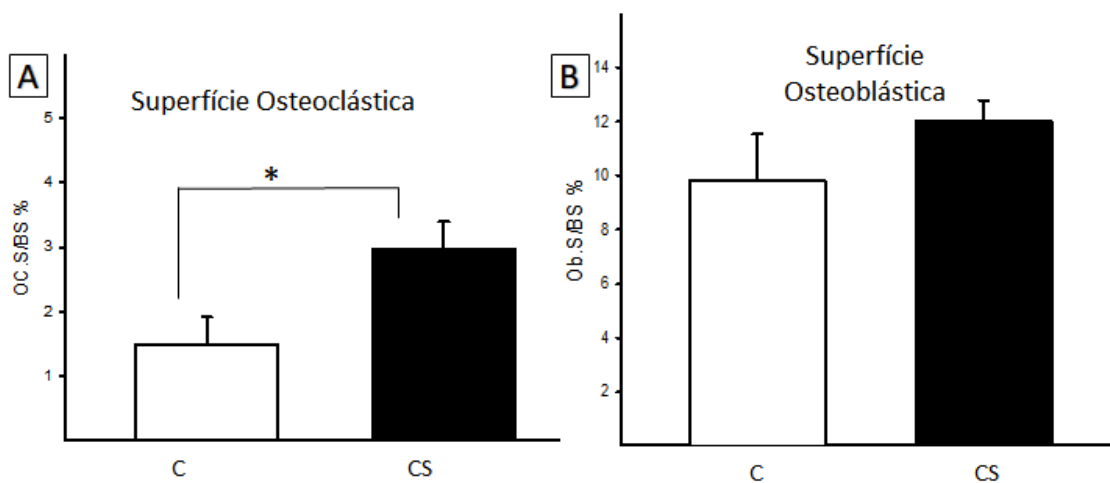 A
Superfície Osteoclástica
5
4
3
2
1
OC.S/BS %
*
C
CS
B
Superfície
Osteoblástica
14
12
10
8
6
4
2
Ob.S/BS %
C
CS